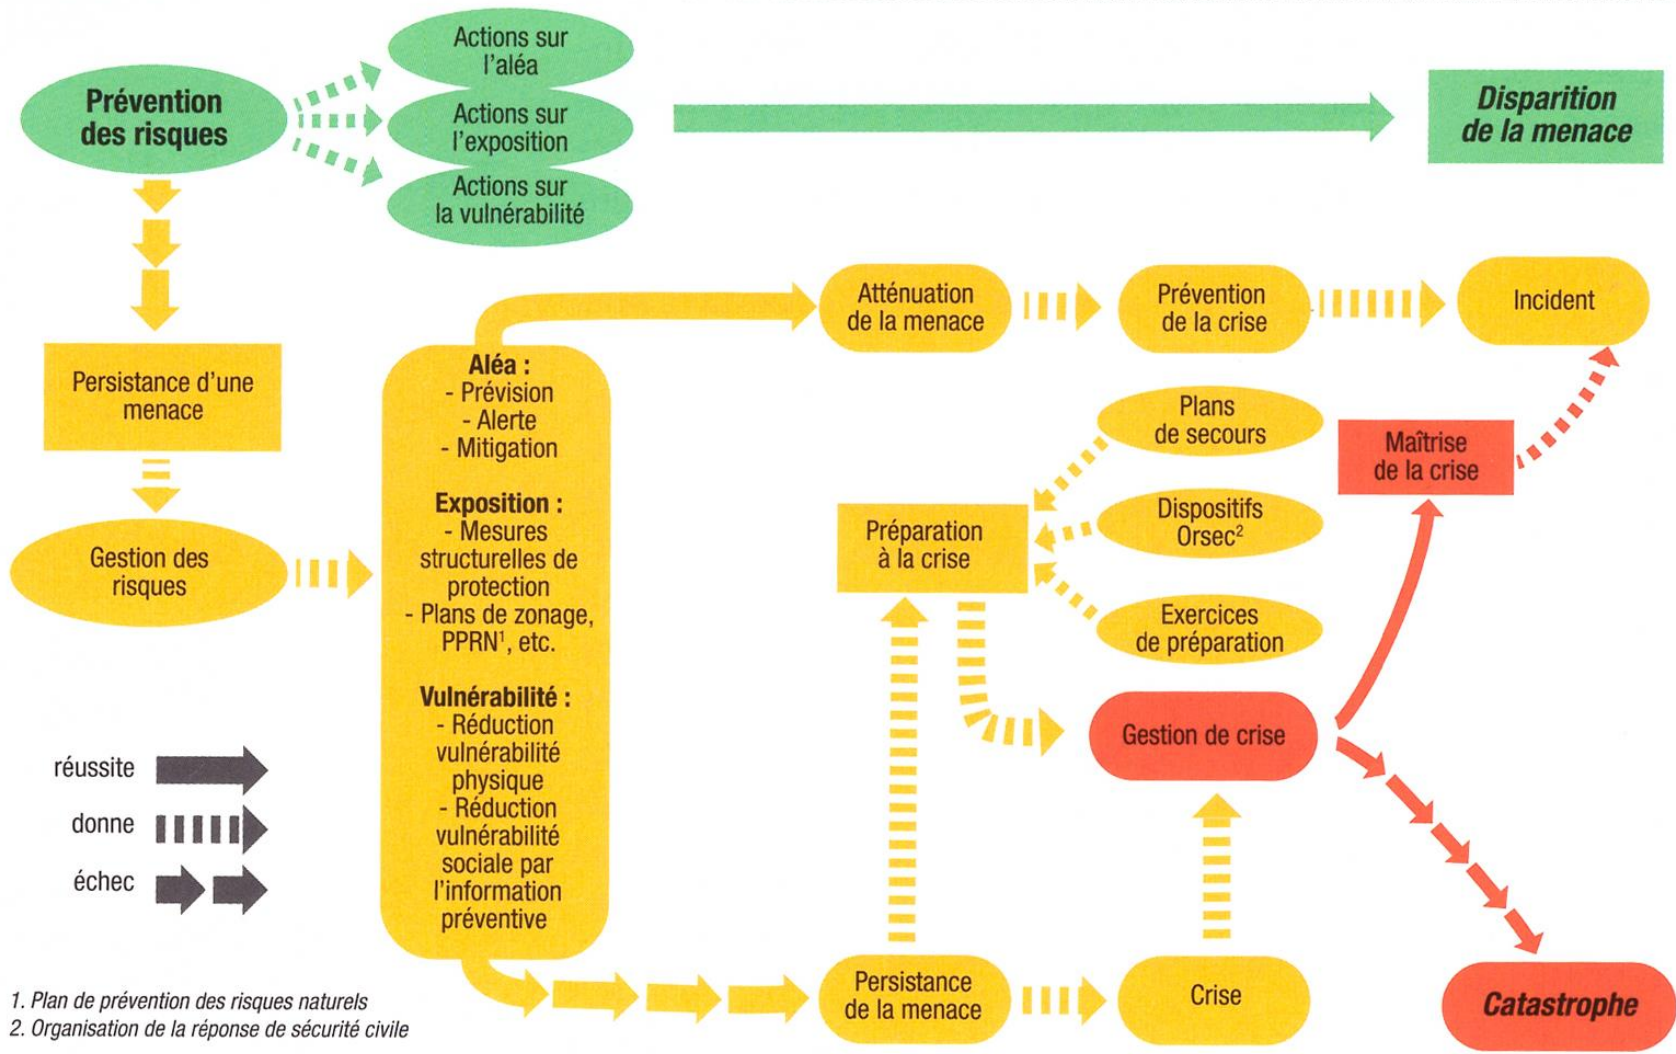 Prévention
des risques
Actions sur
l'aléa
Actions sur
l'exposition
Actions sur
la vulnérabilité
Disparition
de la menace
Persistance d'une
menace
Gestion des
risques
Aléa :
- Prévision
- Alerte
- Mitigation
Exposition :
- Mesures
structurelles de
protection
- Plans de zonage,
PPRN¹, etc.
Vulnérabilité :
- Réduction
vulnérabilité
physique
- Réduction
vulnérabilité
sociale par
l'information
préventive
Atténuation
de la menace
Prévention
de la crise
Incident
Plans
de secours
Dispositifs
Orsec²
Exercices
de préparation
Préparation
à la crise
Maîtrise
de la crise
Gestion de crise
Persistance
de la menace
Crise
Catastrophe
réussite
donne
échec
1. Plan de prévention des risques naturels
2. Organisation de la réponse de sécurité civile